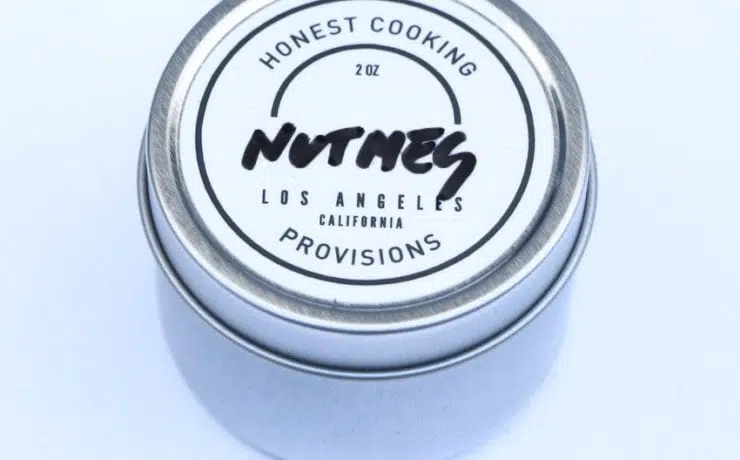 HONEST COOKING
2 OZ
NUTMEG
LOS ANGELES
CALIFORNIA
PROVISIONS